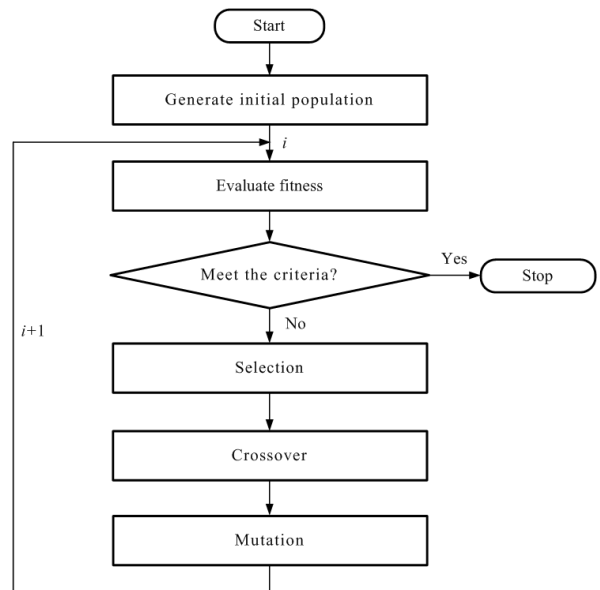 Start
Generate initial population
i
Evaluate fitness
Meet the criteria?
Yes
Stop
No
i+1
Selection
Crossover
Mutation